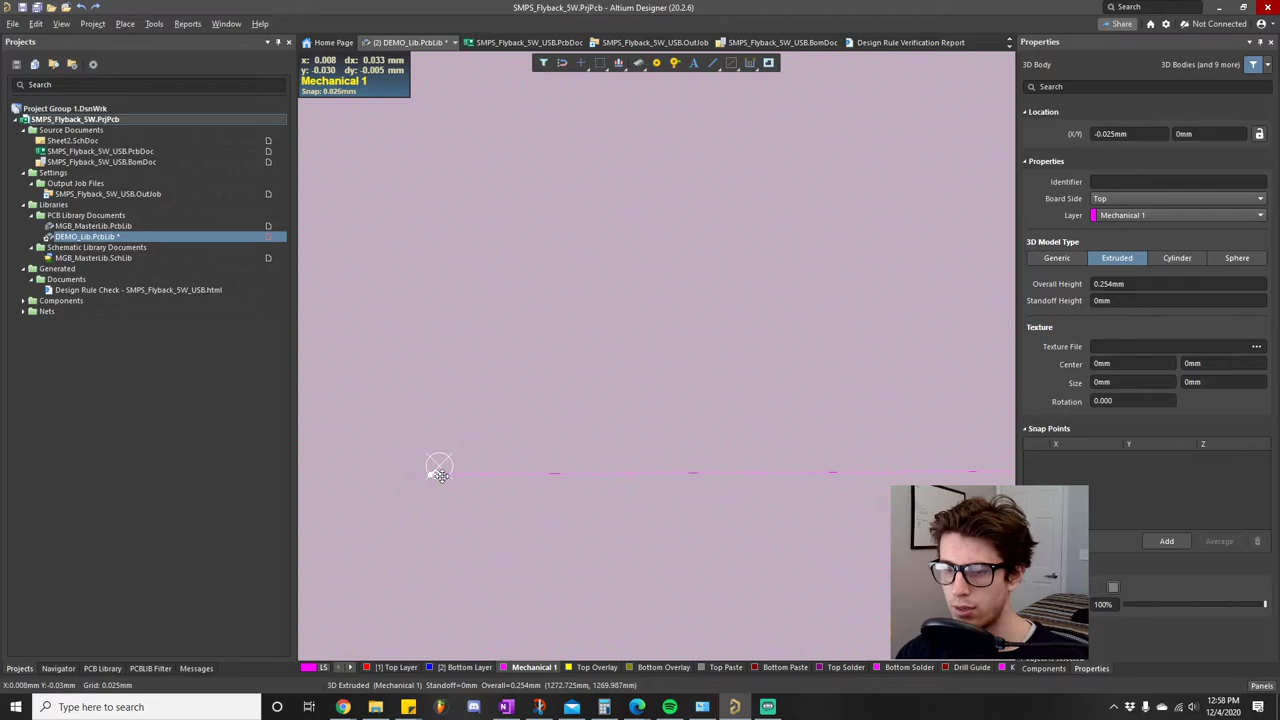 SMPS_Flyback_5W.PrjPcb - Altium Designer (20.2.6)
Search
File Edit View Project Place Tools Reports Window Help
Share
Not Connected
Projects
Home Page
(2) DEMO_Lib.PcbLib *
SMPS_Flyback_5W_USB.PcbDoc
SMPS_Flyback_5W_USB.OutJob
SMPS_Flyback_5W_USB.BomDoc
Design Rule Verification Report
Properties
x: 0.008 dx: 0.033 mm
y: -0.030 dy: -0.005 mm
Mechanical 1
Snap: 0.025mm
3D Body
3D Bodies (and 9 more)
Search
Search
Project Group 1.DsnWrk
SMPS_Flyback_5W.PrjPcb
Source Documents
Sheet2.SchDoc
SMPS_Flyback_5W_USB.PcbDoc
SMPS_Flyback_5W_USB.BomDoc
Settings
Output Job Files
SMPS_Flyback_5W_USB.OutJob
Libraries
PCB Library Documents
MGB_MasterLib.PcbLib
DEMO_Lib.PcbLib *
Schematic Library Documents
MGB_MasterLib.SchLib
Generated
Documents
Design Rule Check - SMPS_Flyback_5W_USB.html
Components
Nets
Location
(X/Y) -0.025mm 0mm
Properties
Identifier
Board Side Top
Layer Mechanical 1
3D Model Type
Generic Extruded Cylinder Sphere
Overall Height 0.254mm
Standoff Height 0mm
Texture
Texture File
Center 0mm 0mm
Size 0mm 0mm
Rotation 0.000
Snap Points
X Y Z
Add Average
100%
Components Properties
Projects Navigator PCB Library PCBLIB Filter Messages
LS [1] Top Layer [2] Bottom Layer Mechanical 1 Top Overlay Bottom Overlay Top Paste Bottom Paste Top Solder Bottom Solder Drill Guide K
X:0.008mm Y:-0.03mm Grid: 0.025mm
3D Extruded (Mechanical 1) Standoff=0mm Overall=0.254mm (1272.725mm, 1269.987mm)
Panels
Type here to search
12:58 PM
12/4/2020